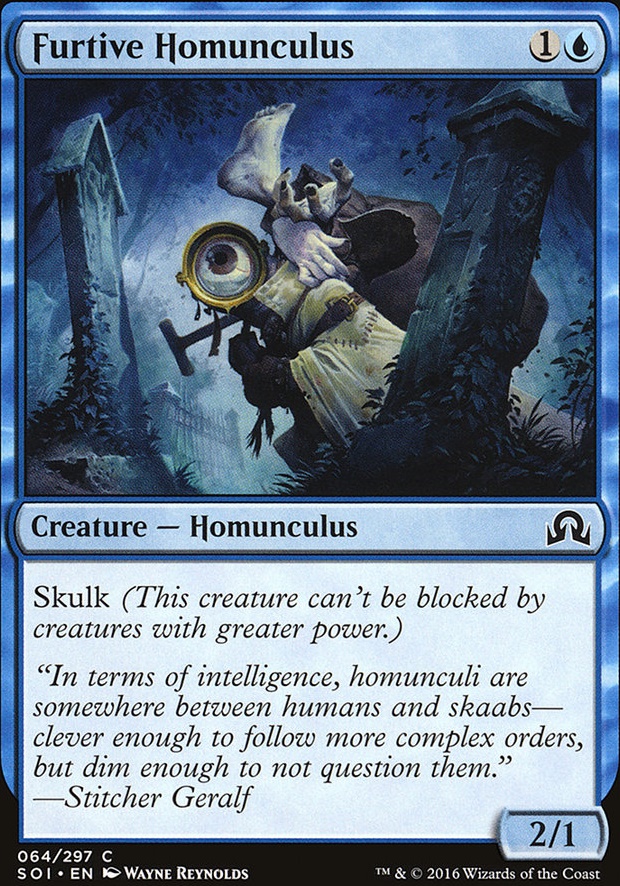 Furtive Homunculus 1
Creature — Homunculus
Skulk (This creature can't be blocked by
creatures with greater power.)
"In terms of intelligence, homunculi are
somewhere between humans and skaabs—
clever enough to follow more complex orders,
but dim enough to not question them."
—Stitcher Geralf
2/1
064/297 C
SOI • EN Wayne Reynolds
™ & © 2016 Wizards of the Coast